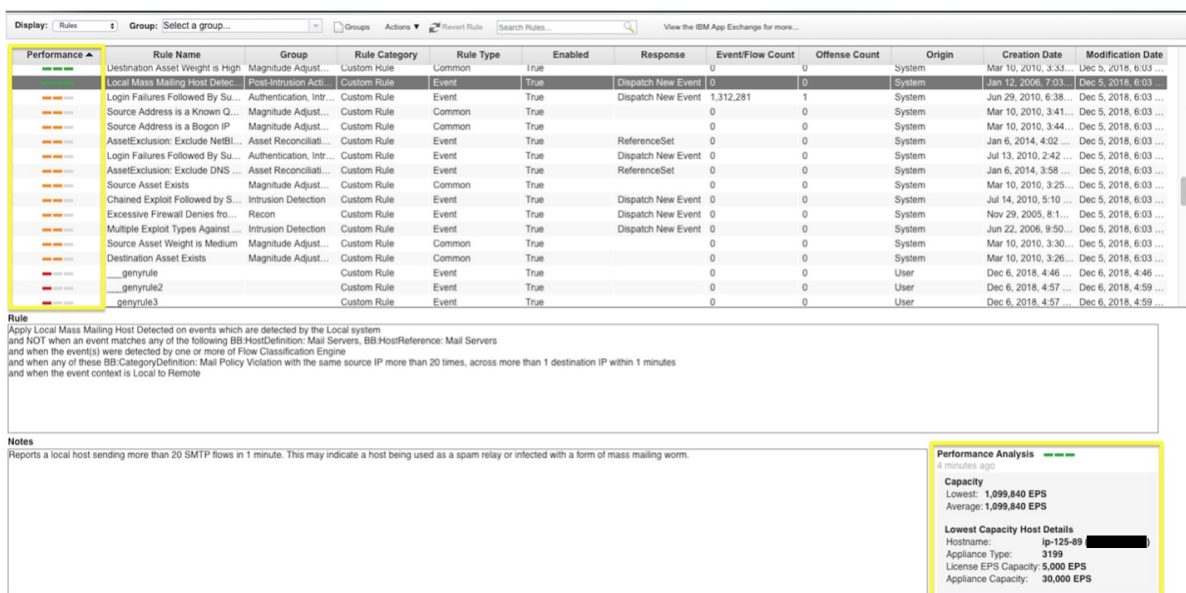 Display: Rules Group: Select a group... Groups Actions ▼ Revert Rule Search Rules... View the IBM App Exchange for more...
Performance ▲ Rule Name Group Rule Category Rule Type Enabled Response Event/Flow Count Offense Count Origin Creation Date Modification Date
Destination Asset Weight is High Magnitude Adjust... Custom Rule Common True 0 0 System Mar 10, 2010, 3:33... Dec 5, 2018, 6:03 ...
Local Mass Mailing Host Detec... Post-Intrusion Acti... Custom Rule Event True Dispatch New Event 0 0 System Jan 12, 2006, 7:03... Dec 5, 2018, 6:03 ...
Login Failures Followed By Su... Authentication, Intr... Custom Rule Event True Dispatch New Event 1,312,281 1 System Jun 29, 2010, 6:38... Dec 5, 2018, 6:03 ...
Source Address is a Known Q... Magnitude Adjust... Custom Rule Common True 0 0 System Mar 10, 2010, 3:41... Dec 5, 2018, 6:03 ...
Source Address is a Bogon IP Magnitude Adjust... Custom Rule Common True 0 0 System Mar 10, 2010, 3:44... Dec 5, 2018, 6:03 ...
AssetExclusion: Exclude NetBI... Asset Reconciliati... Custom Rule Event True ReferenceSet 0 0 System Jan 6, 2014, 4:02 ... Dec 5, 2018, 6:03 ...
Login Failures Followed By Su... Authentication, Intr... Custom Rule Event True Dispatch New Event 0 0 System Jul 13, 2010, 2:42 ... Dec 5, 2018, 6:03 ...
AssetExclusion: Exclude DNS ... Asset Reconciliati... Custom Rule Event True ReferenceSet 0 0 System Jan 6, 2014, 3:58 ... Dec 5, 2018, 6:03 ...
Source Asset Exists Magnitude Adjust... Custom Rule Common True 0 0 System Mar 10, 2010, 3:25... Dec 5, 2018, 6:03 ...
Chained Exploit Followed by S... Intrusion Detection Custom Rule Event True Dispatch New Event 0 0 System Jul 14, 2010, 5:10 ... Dec 5, 2018, 6:03 ...
Excessive Firewall Denies fro... Recon Custom Rule Event True Dispatch New Event 0 0 System Nov 29, 2005, 8:1... Dec 5, 2018, 6:03 ...
Multiple Exploit Types Against ... Intrusion Detection Custom Rule Event True Dispatch New Event 0 0 System Jun 22, 2006, 9:50... Dec 5, 2018, 6:03 ...
Source Asset Weight is Medium Magnitude Adjust... Custom Rule Common True 0 0 System Mar 10, 2010, 3:30... Dec 5, 2018, 6:03 ...
Destination Asset Exists Magnitude Adjust... Custom Rule Common True 0 0 System Mar 10, 2010, 3:26... Dec 5, 2018, 6:03 ...
___genyrule Custom Rule Event True 0 0 User Dec 6, 2018, 4:46 ... Dec 6, 2018, 4:46 ...
___genyrule2 Custom Rule Event True 0 0 User Dec 6, 2018, 4:57 ... Dec 6, 2018, 4:59 ...
__genyrule3 Custom Rule Event True 0 0 User Dec 6, 2018, 4:57 ... Dec 6, 2018, 4:59 ...
Rule
Apply Local Mass Mailing Host Detected on events which are detected by the Local system
and NOT when an event matches any of the following BB:HostDefinition: Mail Servers, BB:HostReference: Mail Servers
and when the event(s) were detected by one or more of Flow Classification Engine
and when any of these BB:CategoryDefinition: Mail Policy Violation with the same source IP more than 20 times, across more than 1 destination IP within 1 minutes
and when the event context is Local to Remote
Notes
Reports a local host sending more than 20 SMTP flows in 1 minute. This may indicate a host being used as a spam relay or infected with a form of mass mailing worm.
Performance Analysis
4 minutes ago
Capacity
Lowest: 1,099,840 EPS
Average: 1,099,840 EPS
Lowest Capacity Host Details
Hostname: ip-125-89 (
)
Appliance Type: 3199
License EPS Capacity: 5,000 EPS
Appliance Capacity: 30,000 EPS